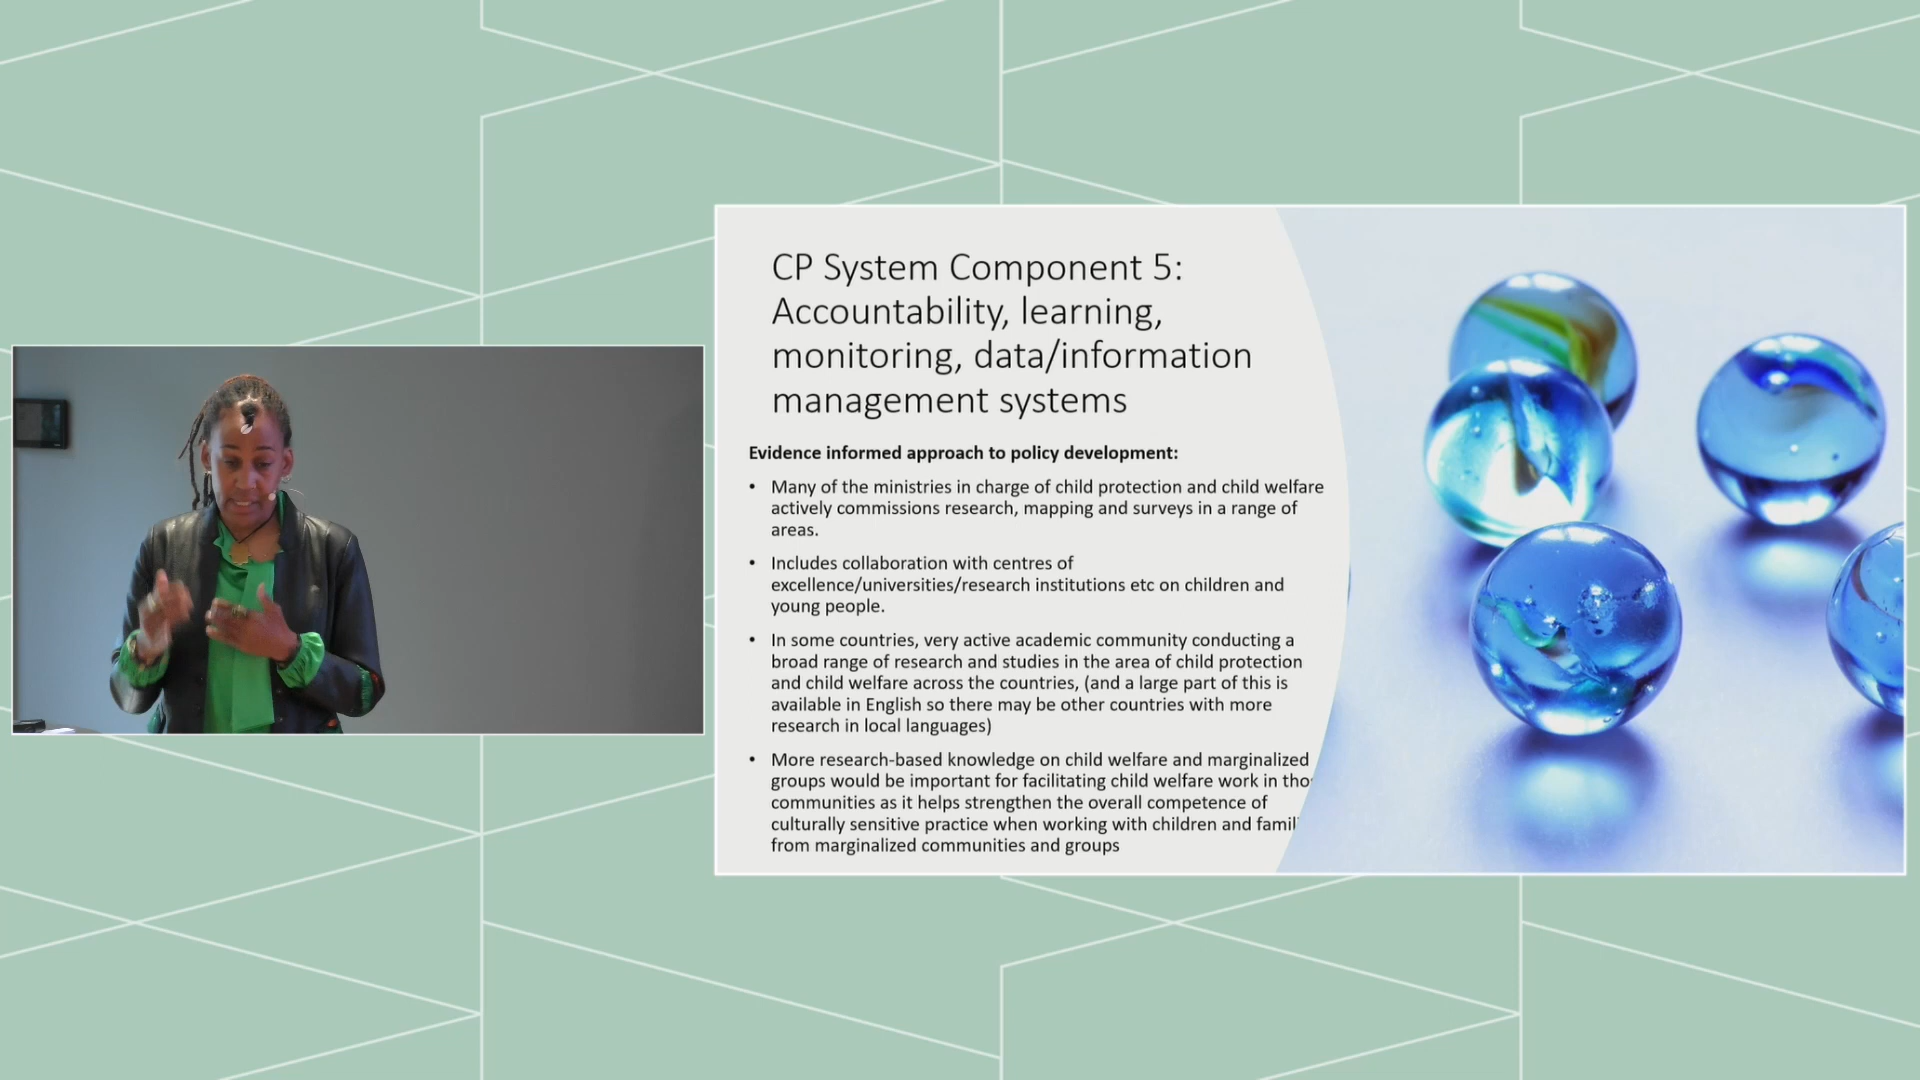 CP System Component 5:
Accountability, learning,
monitoring, data/information
management systems
Evidence informed approach to policy development:
• Many of the ministries in charge of child protection and child welfare
actively commissions research, mapping and surveys in a range of
areas.
• Includes collaboration with centres of
excellence/universities/research institutions etc on children and
young people.
• In some countries, very active academic community conducting a
broad range of research and studies in the area of child protection
and child welfare across the countries, (and a large part of this is
available in English so there may be other countries with more
research in local languages)
• More research-based knowledge on child welfare and marginalized
groups would be important for facilitating child welfare work in
communities as it helps strengthen the overall competence of
culturally sensitive practice when working with children and
from marginalized communities and groups